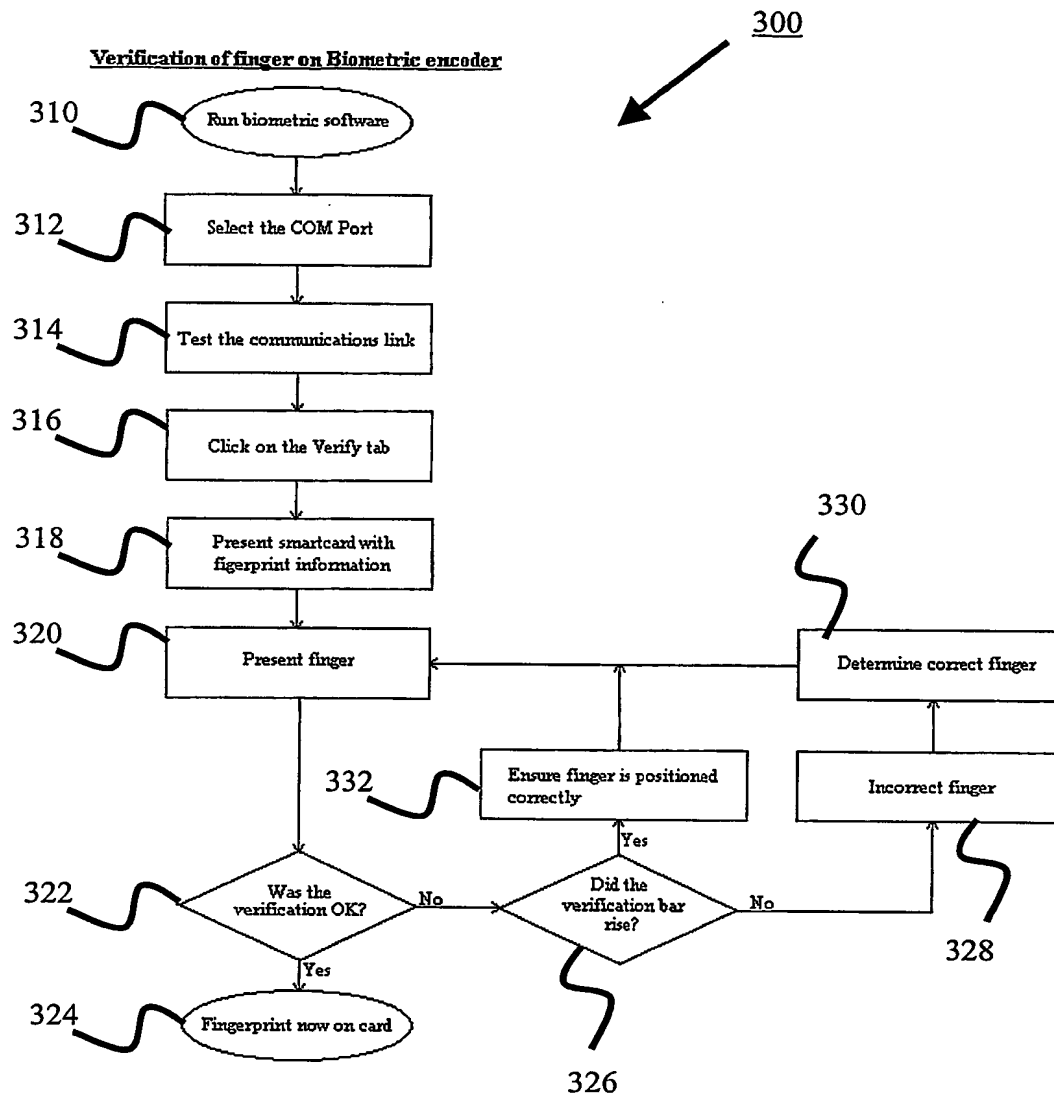 300
Verification of finger on Biometric encoder
310
Run biometric software
312
Select the COM Port
314
Test the communications link
316
Click on the Verify tab
318
Present smartcard with
figerprint information
320
Present finger
330
Determine correct finger
332
Ensure finger is positioned
correctly
Incorrect finger
328
Yes
322
Was the
verification OK?
No
Did the
verification bar
rise?
No
326
Yes
324
Fingerprint now on card